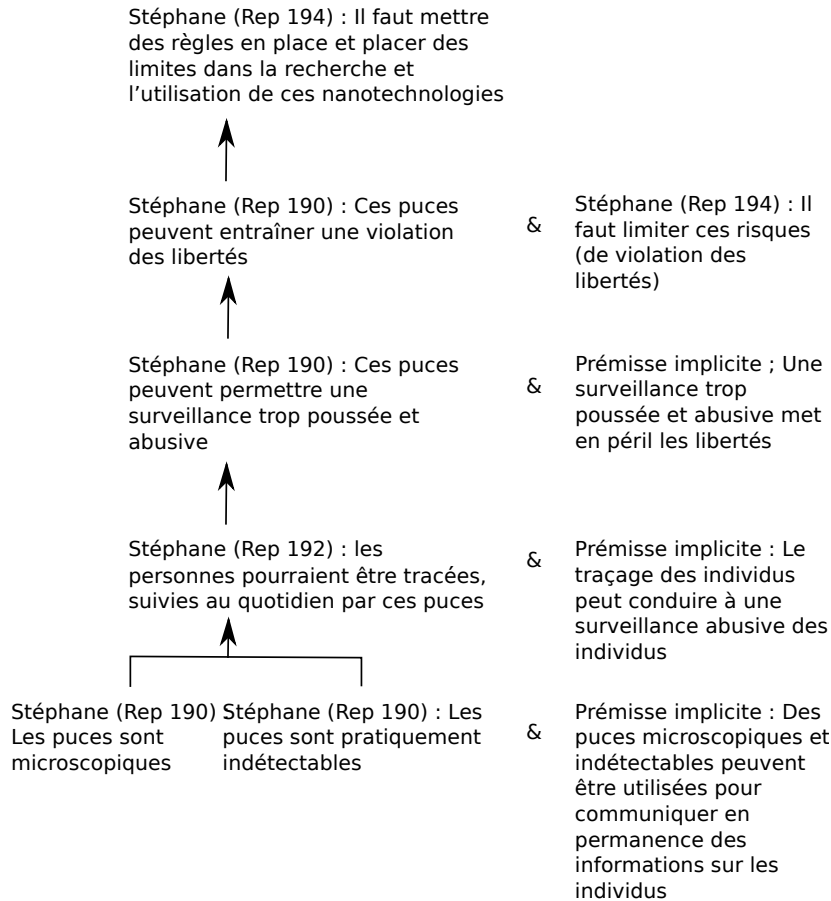 Stéphane (Rep 194) : Il faut mettre
des règles en place et placer des
limites dans la recherche et
l’utilisation de ces nanotechnologies
Stéphane (Rep 190) : Ces puces
peuvent entraîner une violation
des libertés
&
Stéphane (Rep 194) : Il
faut limiter ces risques
(de violation des
libertés)
Stéphane (Rep 190) : Ces puces
peuvent permettre une
surveillance trop poussée et
abusive
&
Prémisse implicite ; Une
surveillance trop
poussée et abusive met
en péril les libertés
Stéphane (Rep 192) : les
personnes pourraient être tracées,
suivies au quotidien par ces puces
&
Prémisse implicite : Le
traçage des individus
peut conduire à une
surveillance abusive des
individus
Stéphane (Rep 190) :
Les puces sont
microscopiques
Stéphane (Rep 190) : Les
puces sont pratiquement
indétectables
&
Prémisse implicite : Des
puces microscopiques et
indétectables peuvent
être utilisées pour
communiquer en
permanence des
informations sur les
individus